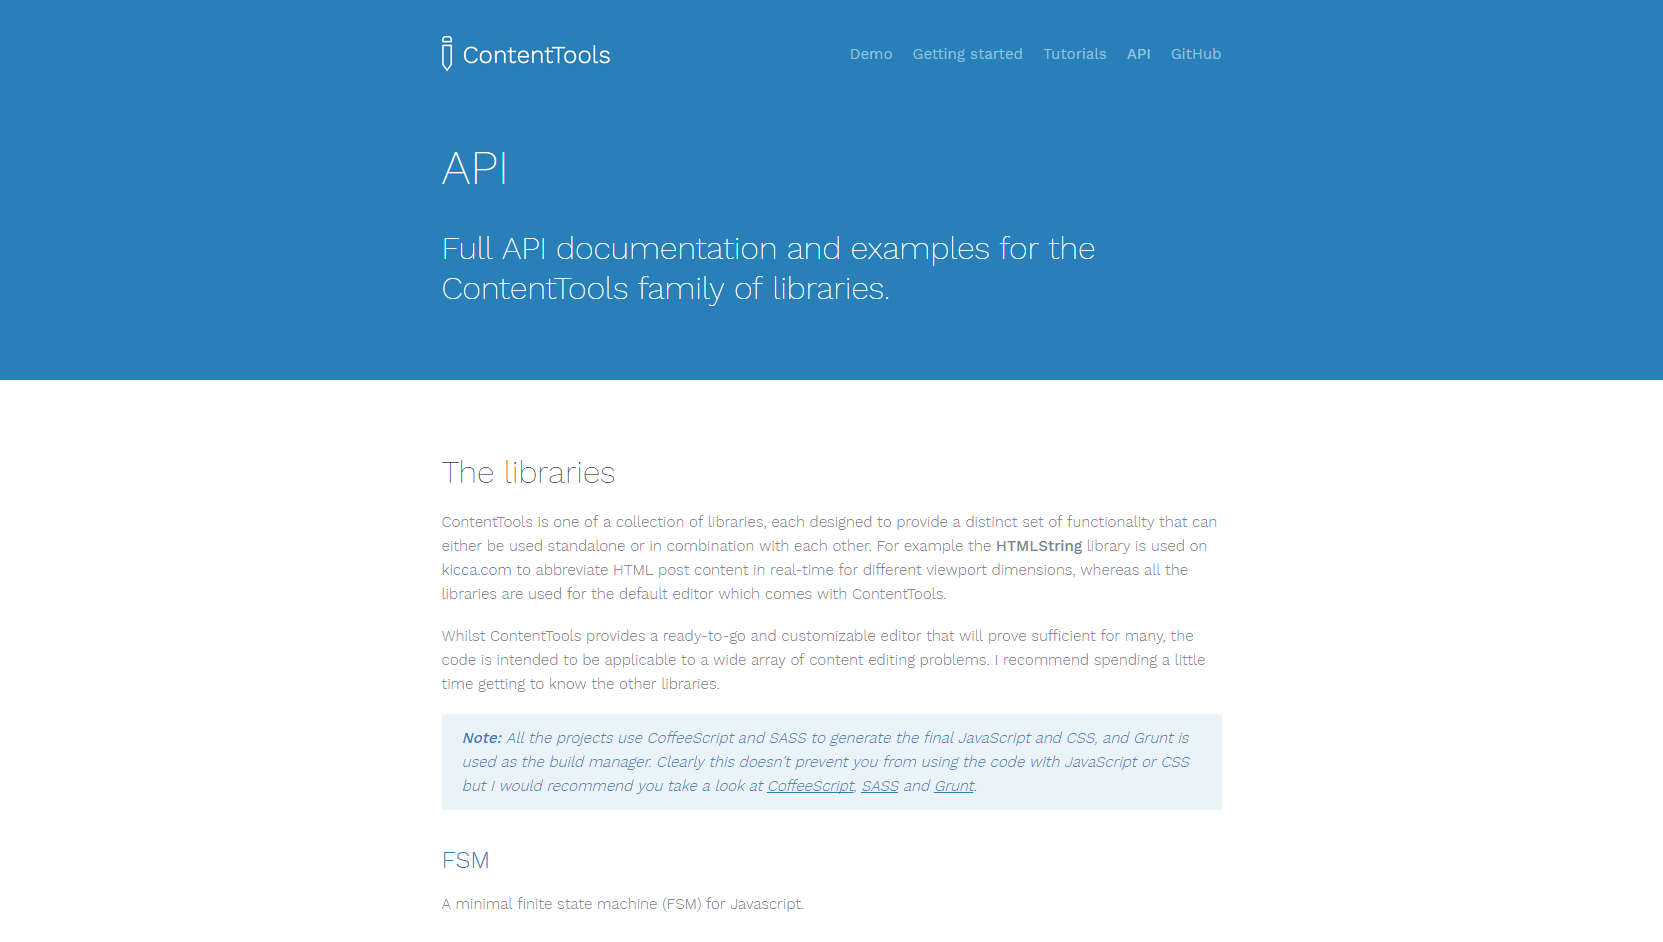 ContentTools
Demo Getting started Tutorials API GitHub
API
Full API documentation and examples for the
ContentTools family of libraries.
The libraries
ContentTools is one of a collection of libraries, each designed to provide a distinct set of functionality that can
either be used standalone or in combination with each other. For example the HTMLString library is used on
kicca.com to abbreviate HTML post content in real-time for different viewport dimensions, whereas all the
libraries are used for the default editor which comes with ContentTools.
Whilst ContentTools provides a ready-to-go and customizable editor that will prove sufficient for many, the
code is intended to be applicable to a wide array of content editing problems. I recommend spending a little
time getting to know the other libraries.
Note: All the projects use CoffeeScript and SASS to generate the final JavaScript and CSS, and Grunt is
used as the build manager. Clearly this doesn't prevent you from using the code with JavaScript or CSS
but I would recommend you take a look at CoffeeScript, SASS and Grunt.
FSM
A minimal finite state machine (FSM) for Javascript.